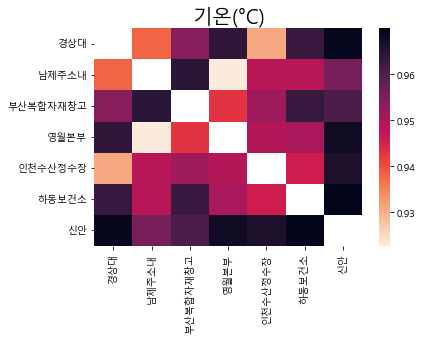 기온(°C)
경상대
남제주소내
부산복합자재창고
영월본부
인천수산정수장
하동보건소
신안
경상대
남제주소내
부산복합자재창고
영월본부
인천수산정수장
하동보건소
신안
0.96
0.95
0.94
0.93